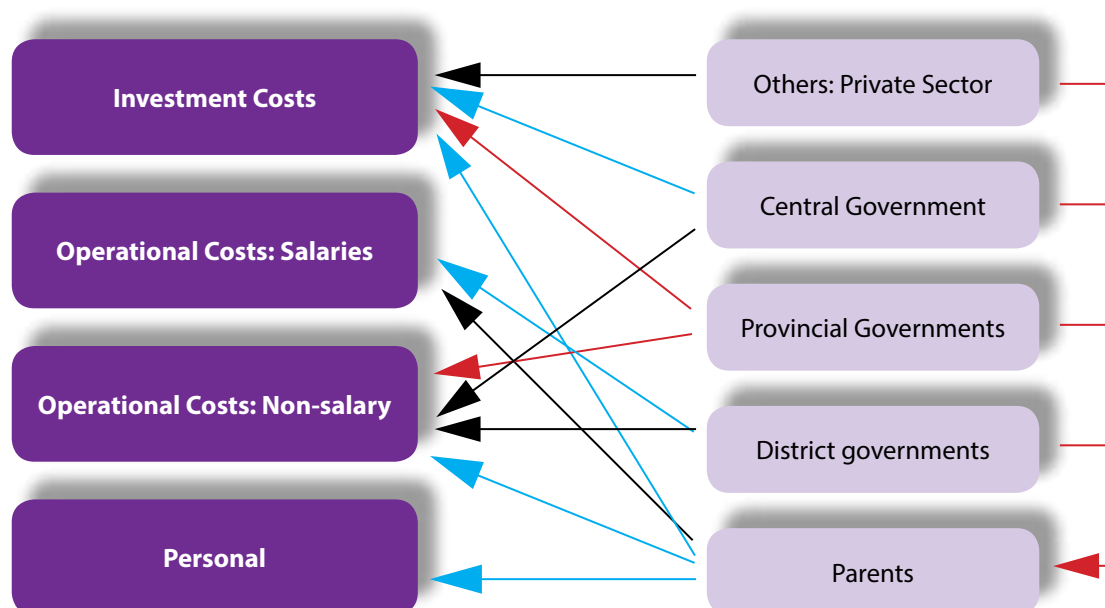 Investment Costs
Operational Costs: Salaries
Operational Costs: Non-salary
Personal
Others: Private Sector
Central Government
Provincial Governments
District governments
Parents